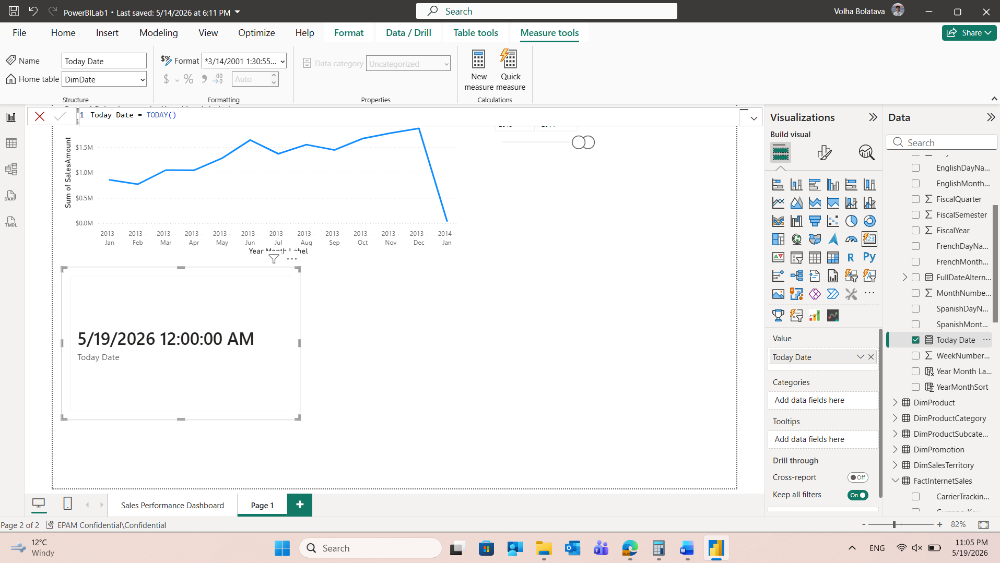 PowerBILab1 • Last saved: 5/14/2026 at 6:11 PM
Search
Volha Bolatava
File
Home
Insert
Modeling
View
Optimize
Help
Format
Data / Drill
Table tools
Measure tools
Share
Name
Today Date
Home table
DimDate
Structure
Format
*3/14/2001 1:30:55...
$
%
,
.00
Auto
Formatting
Data category
Uncategorized
Properties
New measure
Quick measure
Calculations
1 Today Date = TODAY()
Sum of SalesAmount
$1.5M
$1.0M
$0.5M
$0.0M
2013 - Jan
2013 - Feb
2013 - Mar
2013 - Apr
2013 - May
2013 - Jun
2013 - Jul
2013 - Aug
2013 - Sep
2013 - Oct
2013 - Nov
2013 - Dec
2014 - Jan
Year Month Label
5/19/2026 12:00:00 AM
Today Date
Visualizations
Build visual
123
R
Py
Value
Today Date
Categories
Add data fields here
Tooltips
Add data fields here
Drill through
Cross-report
Off
Keep all filters
On
Data
Search
EnglishDayNa...
EnglishMonth...
FiscalQuarter
FiscalSemester
FiscalYear
FrenchDayNa...
FrenchMonth...
FullDateAltern...
MonthNumbe...
SpanishDayN...
SpanishMont...
Today Date
WeekNumber...
Year Month La...
YearMonthSort
DimProduct
DimProductCategory
DimProductSubcate...
DimPromotion
DimSalesTerritory
FactInternetSales
CarrierTrackin...
DAX
TMDL
Sales Performance Dashboard
Page 1
Page 2 of 2
EPAM Confidential\Confidential
82%
12°C
Windy
Search
ENG
11:05 PM
5/19/2026